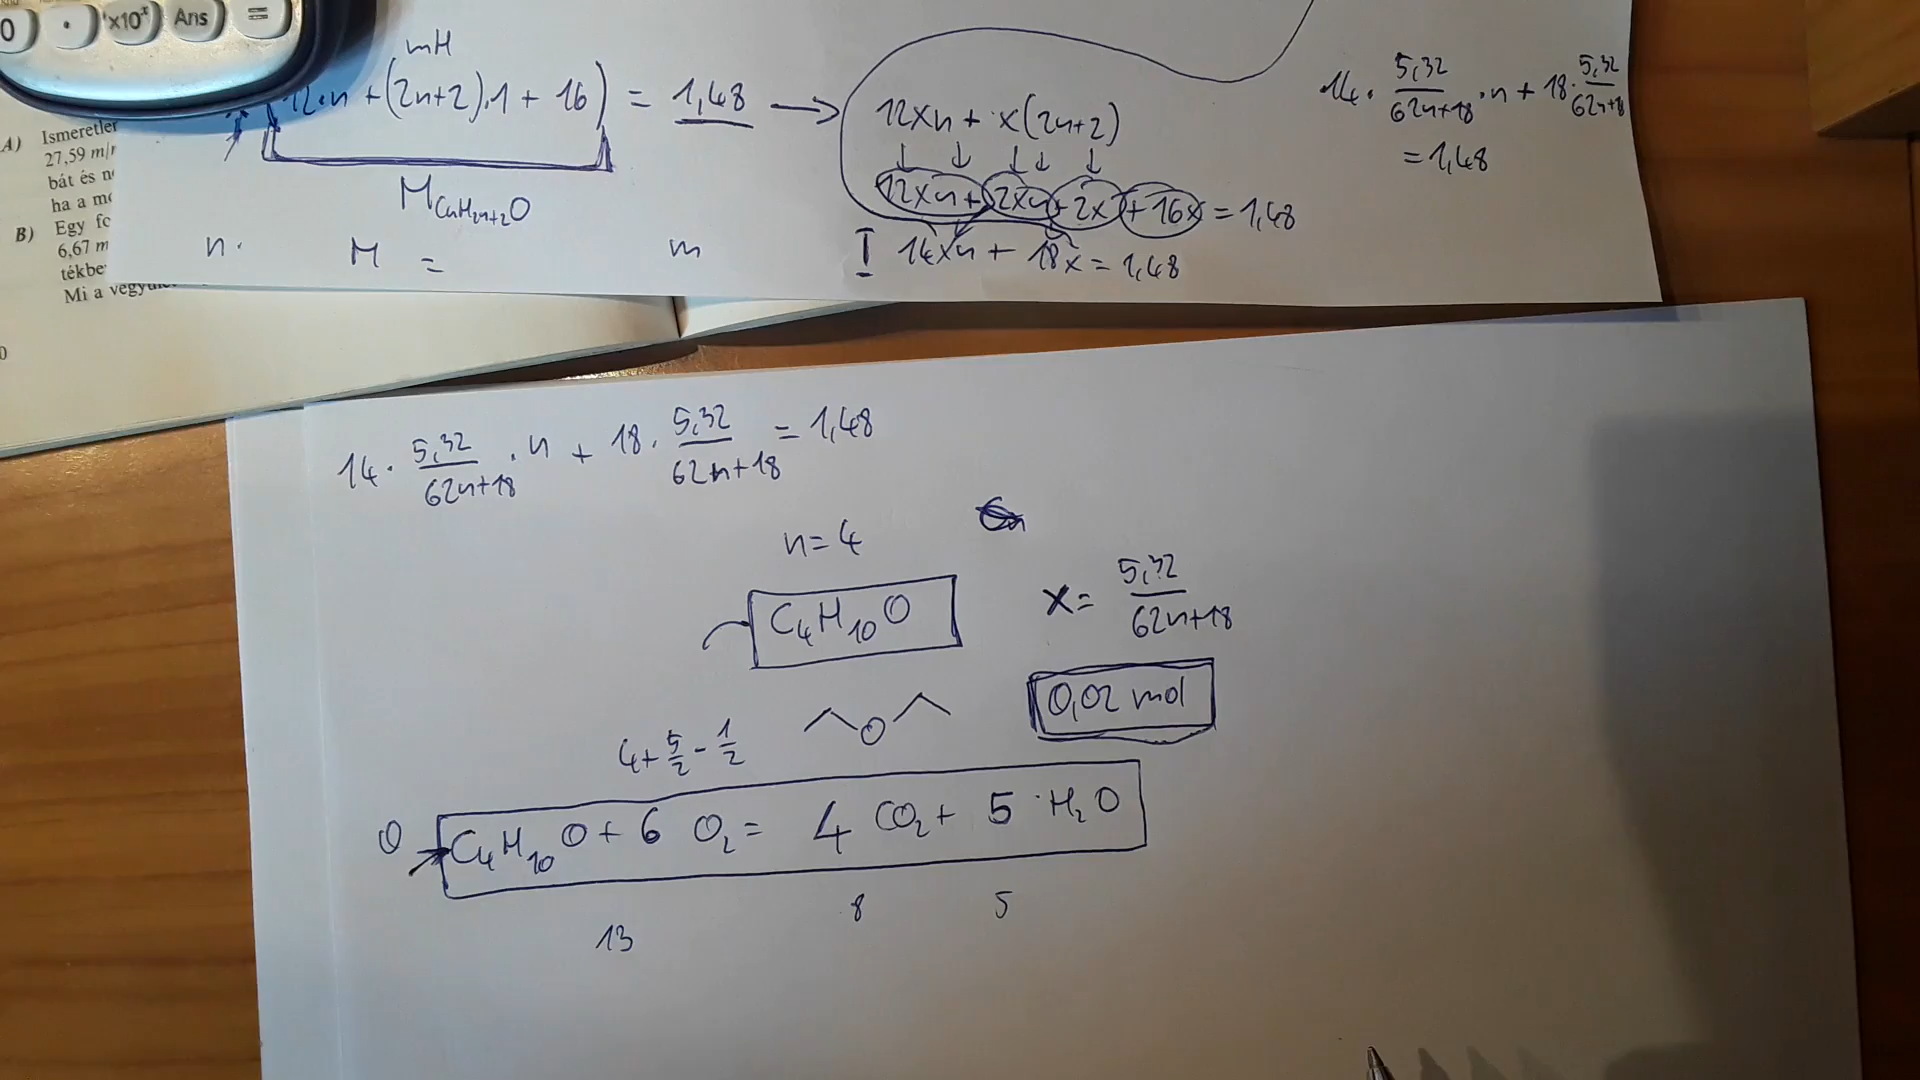 0 · ×10ˣ Ans =
mH
12·n + (2n+2)·1 + 16) = 1,48 →
M CnH2n+2O
n· M = m
12xn + x(2n+2)
12xn + 2xn + 2x + 16x = 1,48
I 14xn + 18x = 1,48
14 · 5,32/62n+18 · n + 18 · 5,32/62n+18
= 1,48
A) Ismeretlen
27,59 m/
bát és n
ha a mo
B) Egy fo
6,67 m
tékbe
Mi a vegyület
14 · 5,32/62n+18 · n + 18 · 5,32/62n+18 = 1,48
n=4
C4H10O
x = 5,32/62n+18
0,02 mol
O
4 + 5/2 - 1/2
C4H10O + 6 O2 = 4 CO2 + 5 · H2O
8 5
13